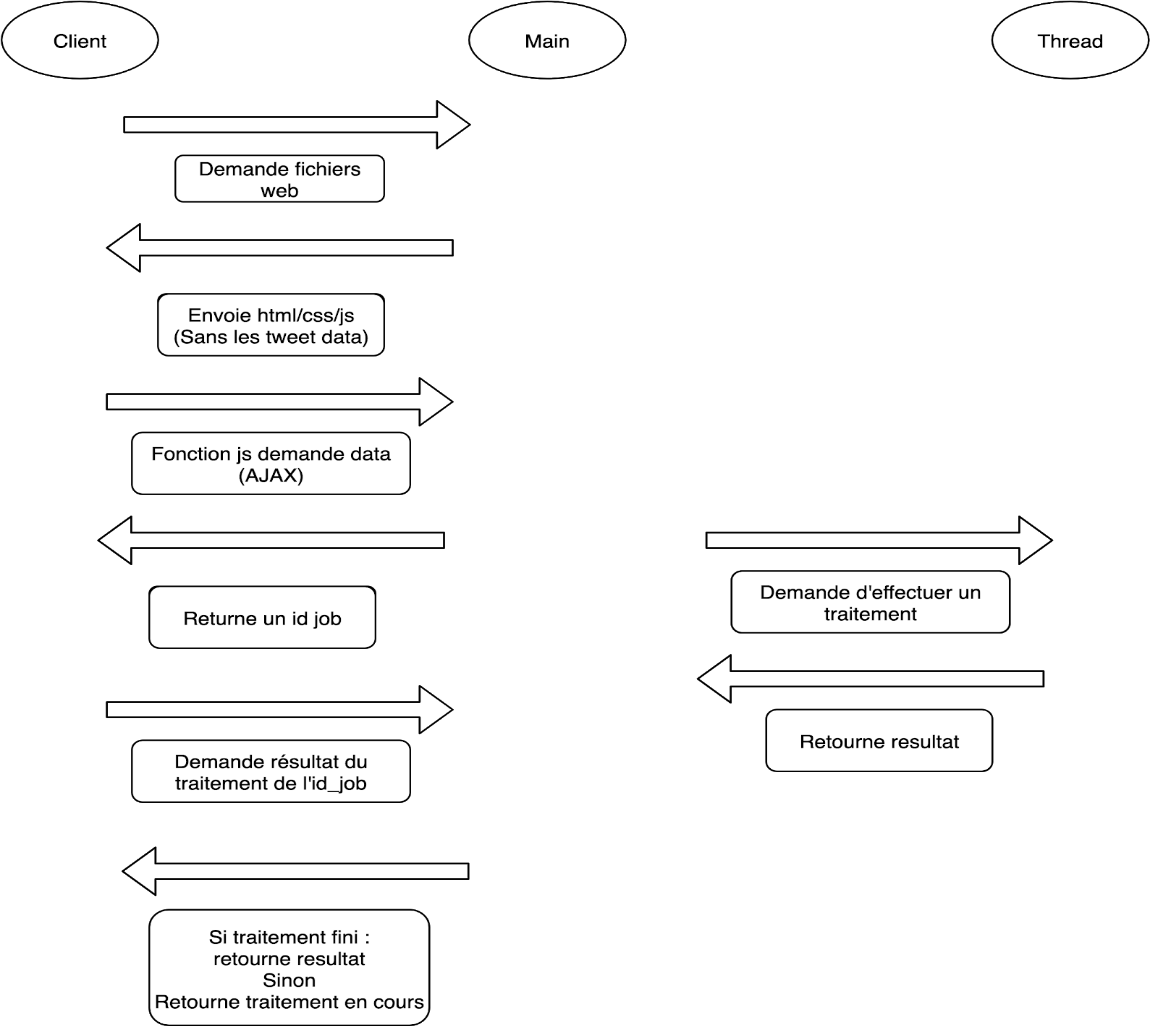 Client
Main
Thread
Demande fichiers
web
Envoie html/css/js
(Sans les tweet data)
Fonction js demande data
(AJAX)
Returne un id job
Demande d'effectuer un
traitement
Retourne resultat
Demande résultat du
traitement de l'id_job
Si traitement fini :
retourne resultat
Sinon
Retourne traitement en cours